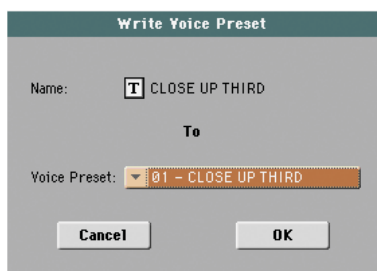 Write Voice Preset
Name: T CLOSE UP THIRD
To
Voice Preset: 01 - CLOSE UP THIRD
Cancel OK